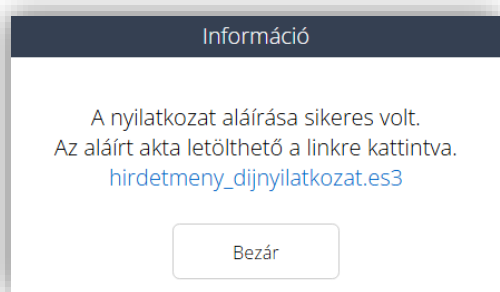 Információ
A nyilatkozat aláírása sikeres volt.
Az aláírt akta letölthető a linkre kattintva.
hirdetmeny_dijnyilatkozat.es3
Bezár